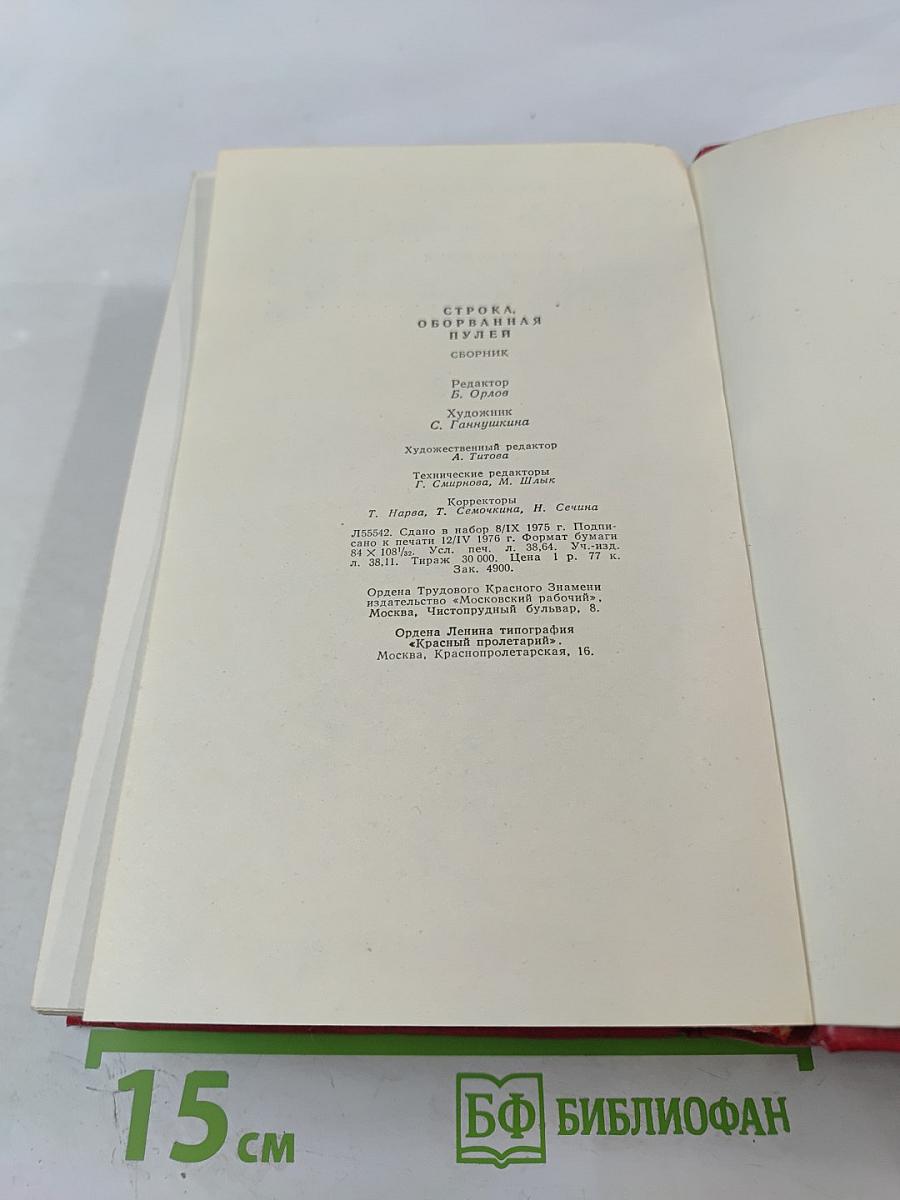 СТРОКА,
ОБОРВАННАЯ
ПУЛЕЙ
СБОРНИК
Редактор
Б. Орлов
Художник
С. Ганнушкина
Художественный редактор
А. Титова
Технические редакторы
Г. Смирнова, М. Шлык
Корректоры
Т. Нарва, Т. Семочкина, Н. Сечина
Л55542. Сдано в набор 8/IX 1975 г. Подпи-
сано к печати 12/IV 1976 г. Формат бумаги
84 × 108¹/₃₂. Усл. печ. л. 38,64. Уч.-изд.
л. 38,11. Тираж 30 000. Цена 1 р. 77 к.
Зак. 4900.
Ордена Трудового Красного Знамени
издательство «Московский рабочий».
Москва, Чистопрудный бульвар, 8.
Ордена Ленина типография
«Красный пролетарий».
Москва, Краснопролетарская, 16.
15 см
БФ БИБЛИОФАН